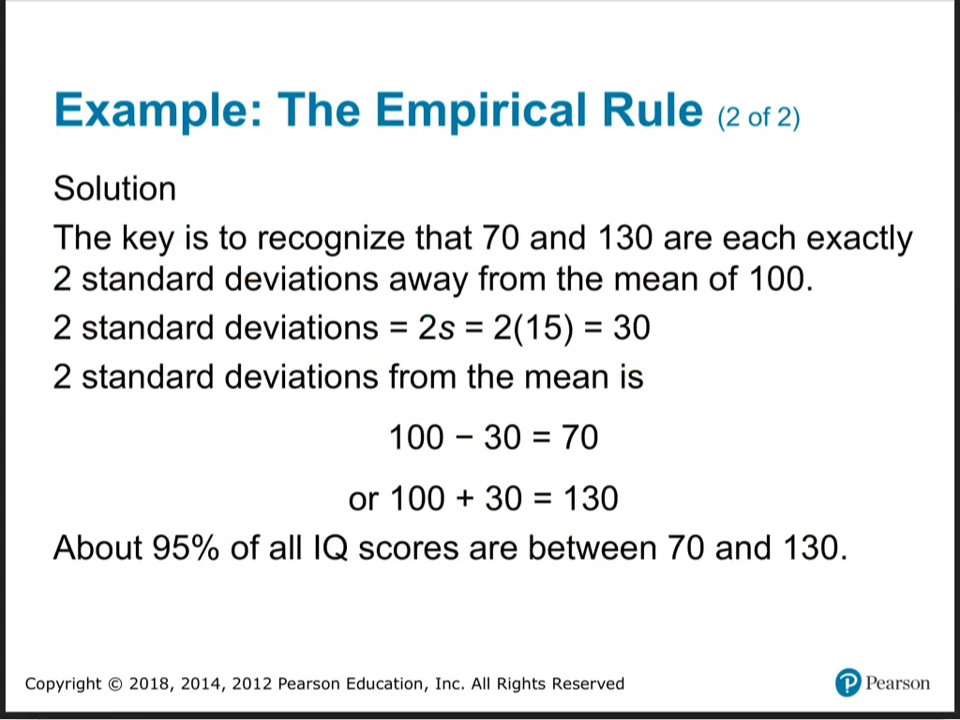 Example: The Empirical Rule (2 of 2)
Solution
The key is to recognize that 70 and 130 are each exactly
2 standard deviations away from the mean of 100.
2 standard deviations = 2s = 2(15) = 30
2 standard deviations from the mean is
100 − 30 = 70
or 100 + 30 = 130
About 95% of all IQ scores are between 70 and 130.
Copyright © 2018, 2014, 2012 Pearson Education, Inc. All Rights Reserved
P Pearson